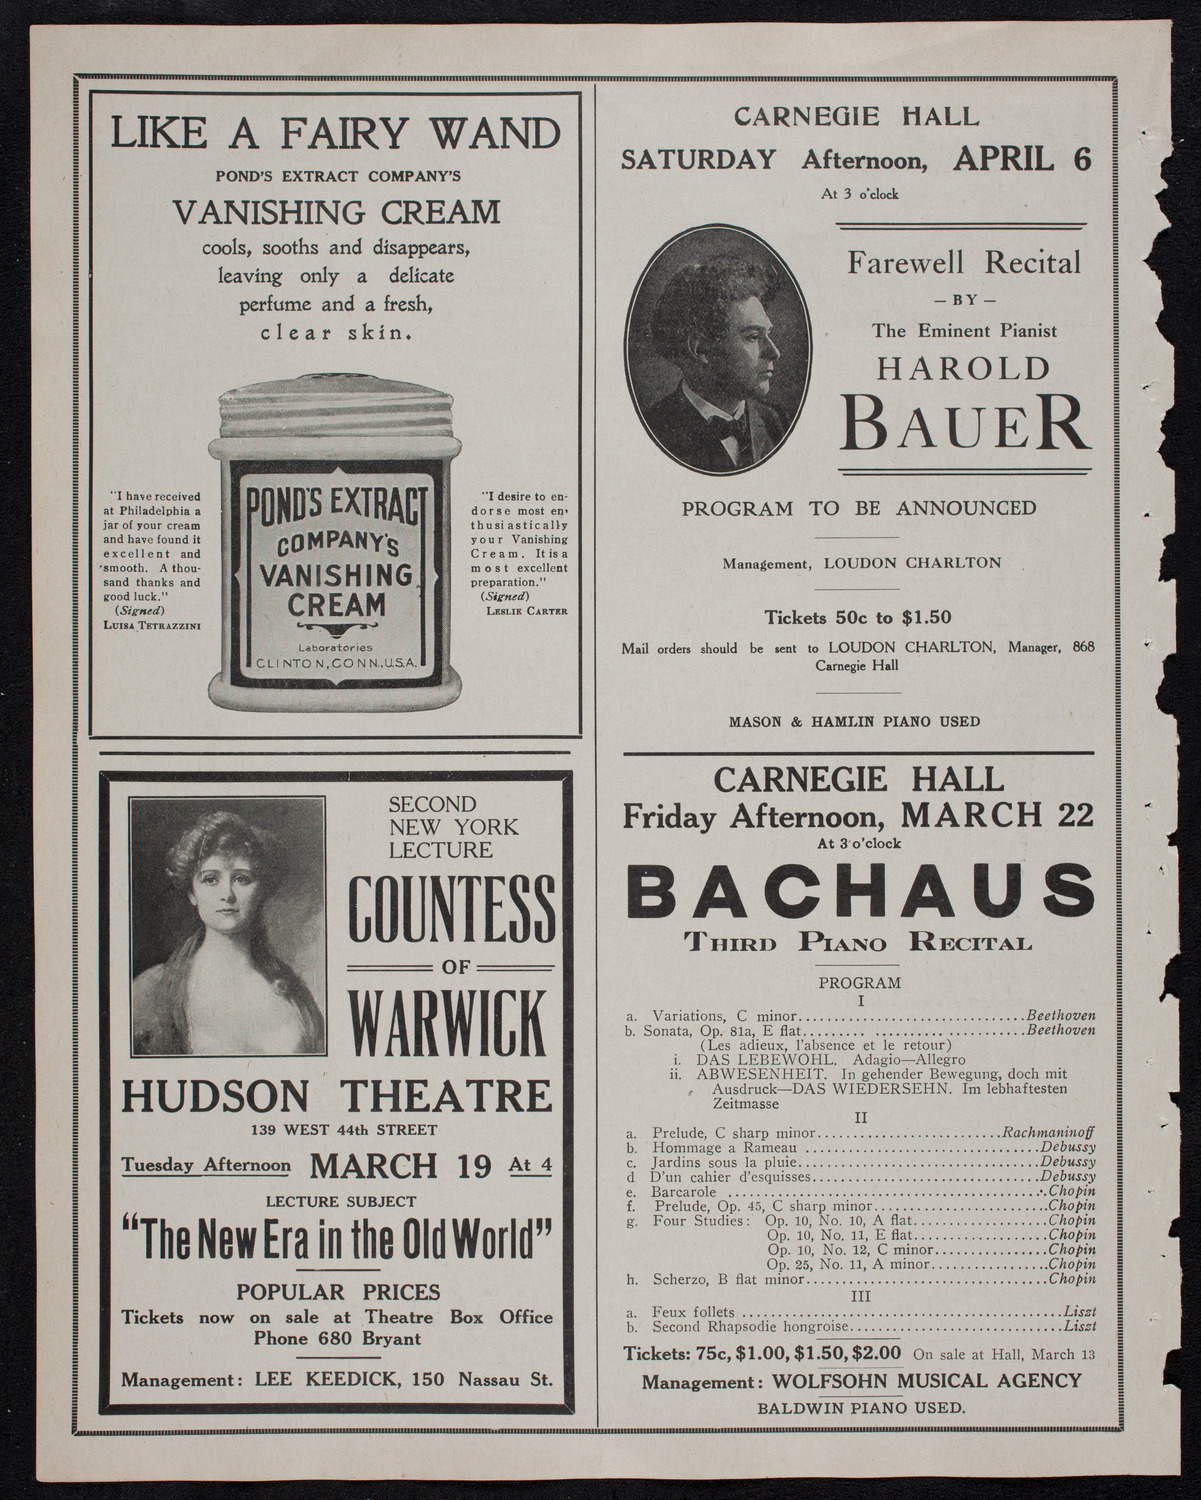 LIKE A FAIRY WAND
POND'S EXTRACT COMPANY'S
VANISHING CREAM
cools, sooths and disappears,
leaving only a delicate
perfume and a fresh,
clear skin.
"I have received
at Philadelphia a
jar of your cream
and have found it
excellent and
smooth. A thou-
sand thanks and
good luck."
(Signed)
LUISA TETRAZZINI
POND'S EXTRACT
COMPANY'S
VANISHING
CREAM
Laboratories
CLINTON, CONN., U.S.A.
"I desire to en-
dorse most en-
thusiastically
your Vanishing
Cream. It is a
most excellent
preparation."
(Signed)
LESLIE CARTER
SECOND
NEW YORK
LECTURE
COUNTESS
OF
WARWICK
HUDSON THEATRE
139 WEST 44th STREET
Tuesday Afternoon MARCH 19 At 4
LECTURE SUBJECT
"The New Era in the Old World"
POPULAR PRICES
Tickets now on sale at Theatre Box Office
Phone 680 Bryant
Management: LEE KEEDICK, 150 Nassau St.
CARNEGIE HALL
SATURDAY Afternoon, APRIL 6
At 3 o'clock
Farewell Recital
— BY —
The Eminent Pianist
HAROLD
BAUER
PROGRAM TO BE ANNOUNCED
Management, LOUDON CHARLTON
Tickets 50c to $1.50
Mail orders should be sent to LOUDON CHARLTON, Manager, 868
Carnegie Hall
MASON & HAMLIN PIANO USED
CARNEGIE HALL
Friday Afternoon, MARCH 22
At 3 o'clock
BACHAUS
THIRD PIANO RECITAL
PROGRAM
I
a. Variations, C minor..............................Beethoven
b. Sonata, Op. 81a, E flat......... .......... ............Beethoven
(Les adieux, l'absence et le retour)
i. DAS LEBEWOHL. Adagio—Allegro
ii. ABWESENHEIT. In gehender Bewegung, doch mit
Ausdruck—DAS WIEDERSEHN. Im lebhaftesten
Zeitmasse
II
a. Prelude, C sharp minor........................Rachmaninoff
b. Hommage a Rameau ..............................Debussy
c. Jardins sous la pluie................................Debussy
d D'un cahier d'esquisses..............................Debussy
e. Barcarole ..........................................Chopin
f. Prelude, Op. 45, C sharp minor.......................Chopin
g. Four Studies: Op. 10, No. 10, A flat..................Chopin
Op. 10, No. 11, E flat..................Chopin
Op. 10, No. 12, C minor...............Chopin
Op. 25, No. 11, A minor...............Chopin
h. Scherzo, B flat minor................................Chopin
III
a. Feux follets ..........................................Liszt
b. Second Rhapsodie hongroise............................Liszt
Tickets: 75c, $1.00, $1.50, $2.00 On sale at Hall, March 13
Management: WOLFSOHN MUSICAL AGENCY
BALDWIN PIANO USED.